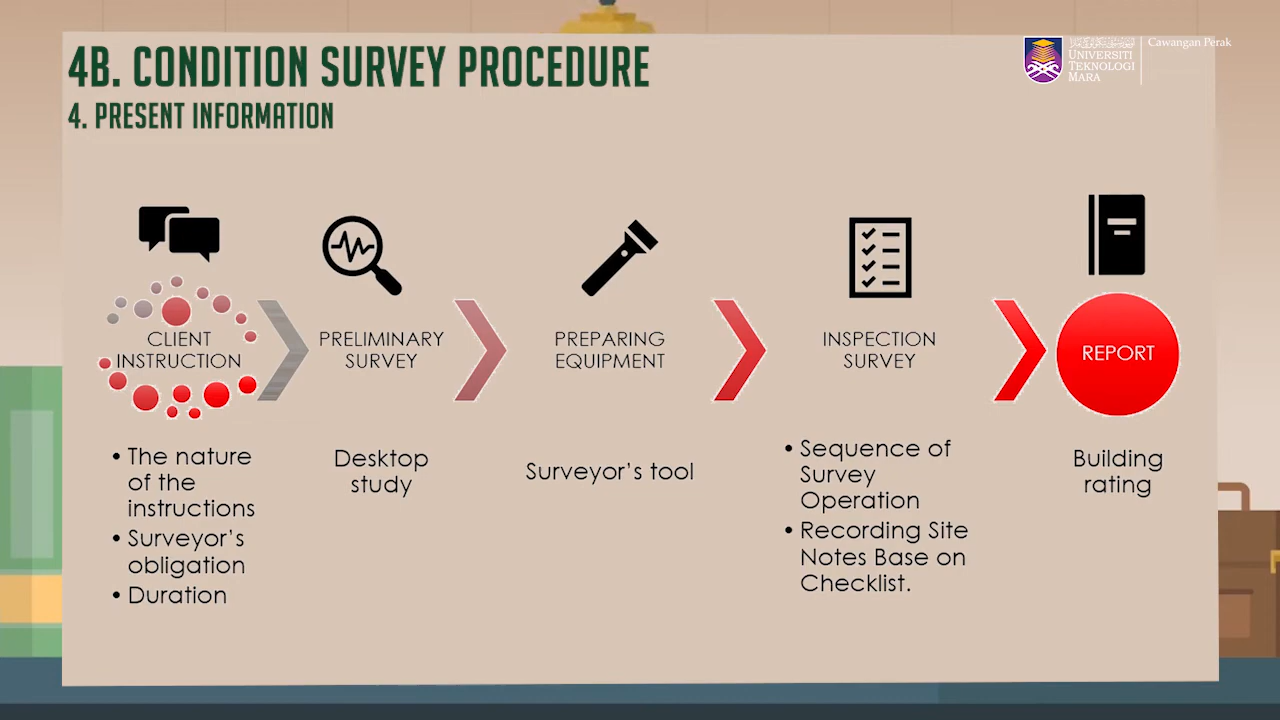 4B. CONDITION SURVEY PROCEDURE
4. PRESENT INFORMATION
UNIVERSITI
TEKNOLOGI
MARA
Cawangan Perak
CLIENT
INSTRUCTION
• The nature
of the
instructions
• Surveyor's
obligation
• Duration
PRELIMINARY
SURVEY
Desktop
study
PREPARING
EQUIPMENT
Surveyor's tool
INSPECTION
SURVEY
• Sequence of
Survey
Operation
• Recording Site
Notes Base on
Checklist.
REPORT
Building
rating